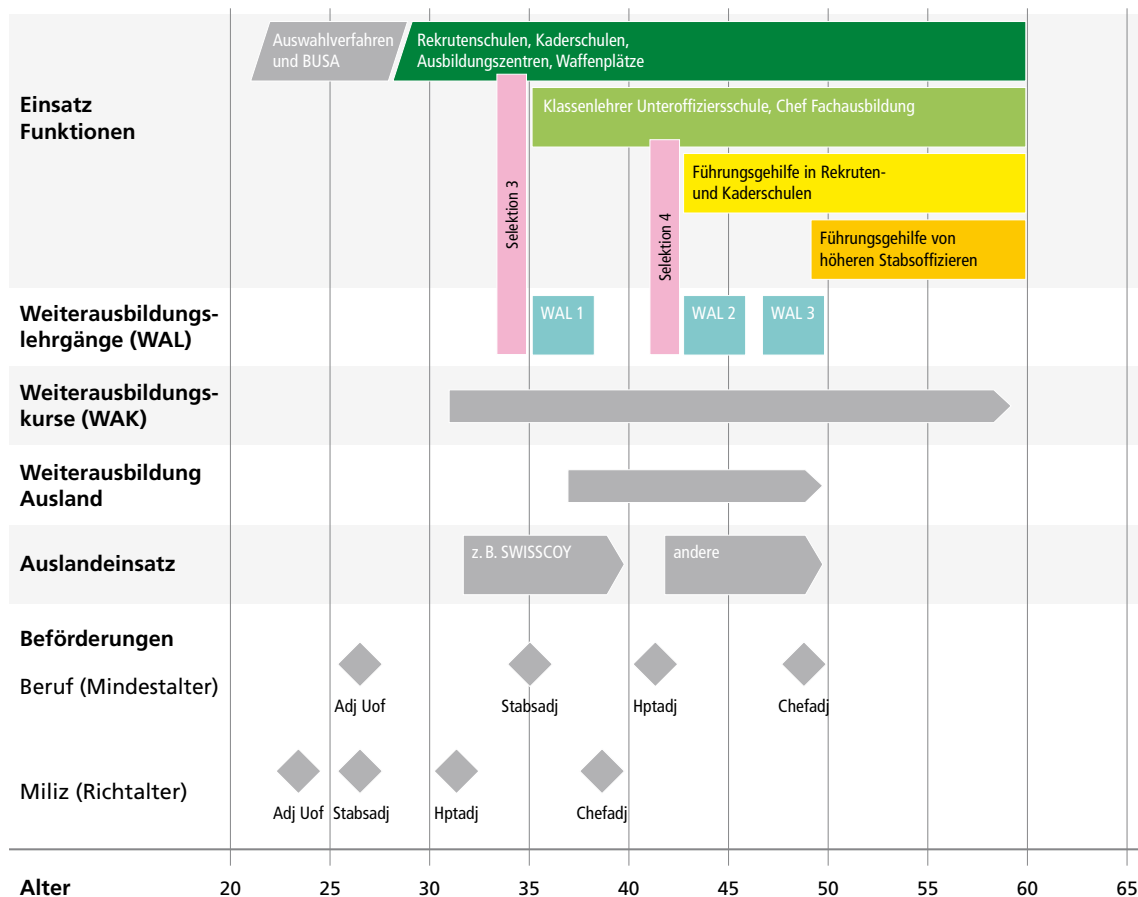 Auswahlverfahren
und BUSA
Rekrutenschulen, Kaderschulen,
Ausbildungszentren, Waffenplätze
Einsatz
Funktionen
Klassenlehrer Unteroffiziersschule, Chef Fachausbildung
Selektion 3
Selektion 4
Führungsgehilfe in Rekruten-
und Kaderschulen
Führungsgehilfe von
höheren Stabsoffizieren
Weiterausbildungs-
lehrgänge (WAL)
WAL 1
WAL 2
WAL 3
Weiterausbildungs-
kurse (WAK)
Weiterausbildung
Ausland
Auslandeinsatz
z. B. SWISSCOY
andere
Beförderungen
Beruf (Mindestalter)
Adj Uof
Stabsadj
Hptadj
Chefadj
Miliz (Richtalter)
Adj Uof
Stabsadj
Hptadj
Chefadj
Alter
20
25
30
35
40
45
50
55
60
65